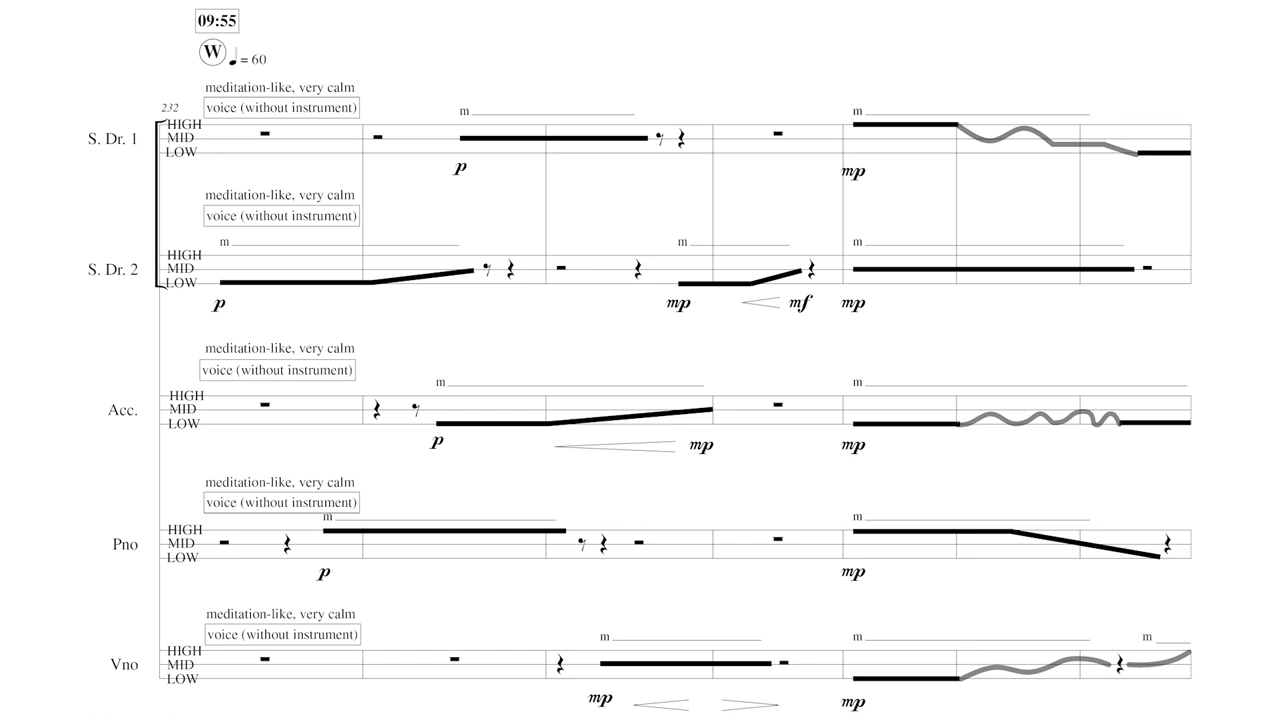 09:55
W = 60
meditation-like, very calm
232
voice (without instrument)
m
m
S. Dr. 1
HIGH
MID
LOW
p
mp
meditation-like, very calm
voice (without instrument)
m
m
m
S. Dr. 2
HIGH
MID
LOW
p
mp
mf
mp
meditation-like, very calm
voice (without instrument)
m
m
Acc.
HIGH
MID
LOW
p
mp
mp
meditation-like, very calm
voice (without instrument)
m
m
Pno
HIGH
MID
LOW
p
mp
meditation-like, very calm
voice (without instrument)
m
m
m
Vno
HIGH
MID
LOW
mp
mp